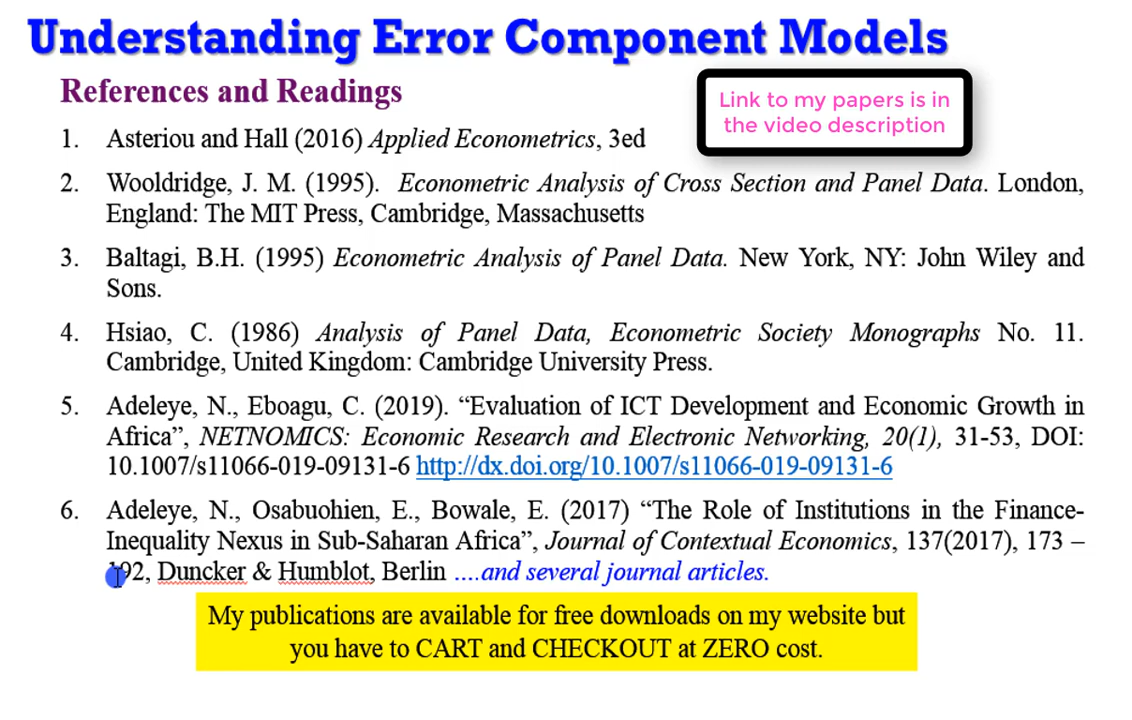 Understanding Error Component Models
References and Readings
Link to my papers is in
the video description
1. Asteriou and Hall (2016) Applied Econometrics, 3ed
2. Wooldridge, J. M. (1995). Econometric Analysis of Cross Section and Panel Data. London,
England: The MIT Press, Cambridge, Massachusetts
3. Baltagi, B.H. (1995) Econometric Analysis of Panel Data. New York, NY: John Wiley and
Sons.
4. Hsiao, C. (1986) Analysis of Panel Data, Econometric Society Monographs No. 11.
Cambridge, United Kingdom: Cambridge University Press.
5. Adeleye, N., Eboagu, C. (2019). “Evaluation of ICT Development and Economic Growth in
Africa”, NETNOMICS: Economic Research and Electronic Networking, 20(1), 31-53, DOI:
10.1007/s11066-019-09131-6 http://dx.doi.org/10.1007/s11066-019-09131-6
6. Adeleye, N., Osabuohien, E., Bowale, E. (2017) “The Role of Institutions in the Finance-
Inequality Nexus in Sub-Saharan Africa”, Journal of Contextual Economics, 137(2017), 173 –
192, Duncker & Humblot, Berlin ....and several journal articles.
My publications are available for free downloads on my website but
you have to CART and CHECKOUT at ZERO cost.